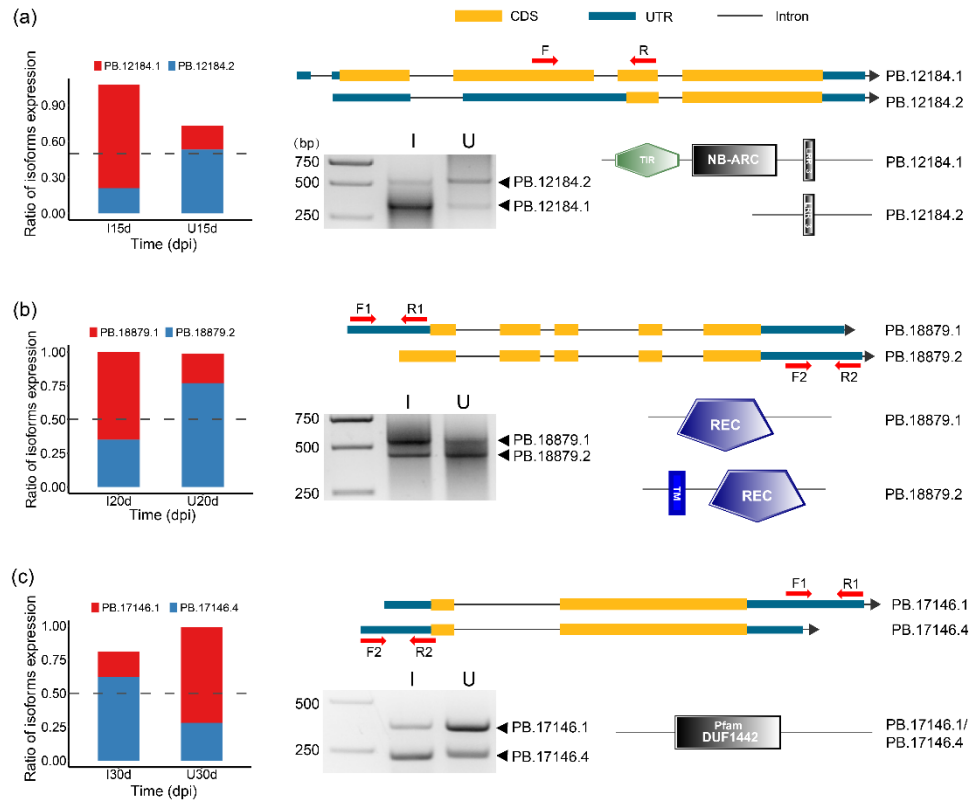 (a)
CDS UTR Intron
PB.12184.1 PB.12184.2
Ratio of isoforms expression
0.90
0.60
0.30
0.00
I15d U15d
Time (dpi)
F R
PB.12184.1
PB.12184.2
(bp) I U
750
500
250
PB.12184.2
PB.12184.1
TIR NB-ARC
PB.12184.1
PB.12184.2
(b)
PB.18879.1 PB.18879.2
Ratio of isoforms expression
1.00
0.75
0.50
0.25
0.00
I20d U20d
Time (dpi)
F1 R1
PB.18879.1
PB.18879.2
F2 R2
I U
750
500
250
PB.18879.1
PB.18879.2
REC
PB.18879.1
TM REC
PB.18879.2
(c)
PB.17146.1 PB.17146.4
Ratio of isoforms expression
1.00
0.75
0.50
0.25
0.00
I30d U30d
Time (dpi)
F1 R1
PB.17146.1
PB.17146.4
F2 R2
I U
500
250
PB.17146.1
PB.17146.4
Pfam
DUF1442
PB.17146.1/
PB.17146.4